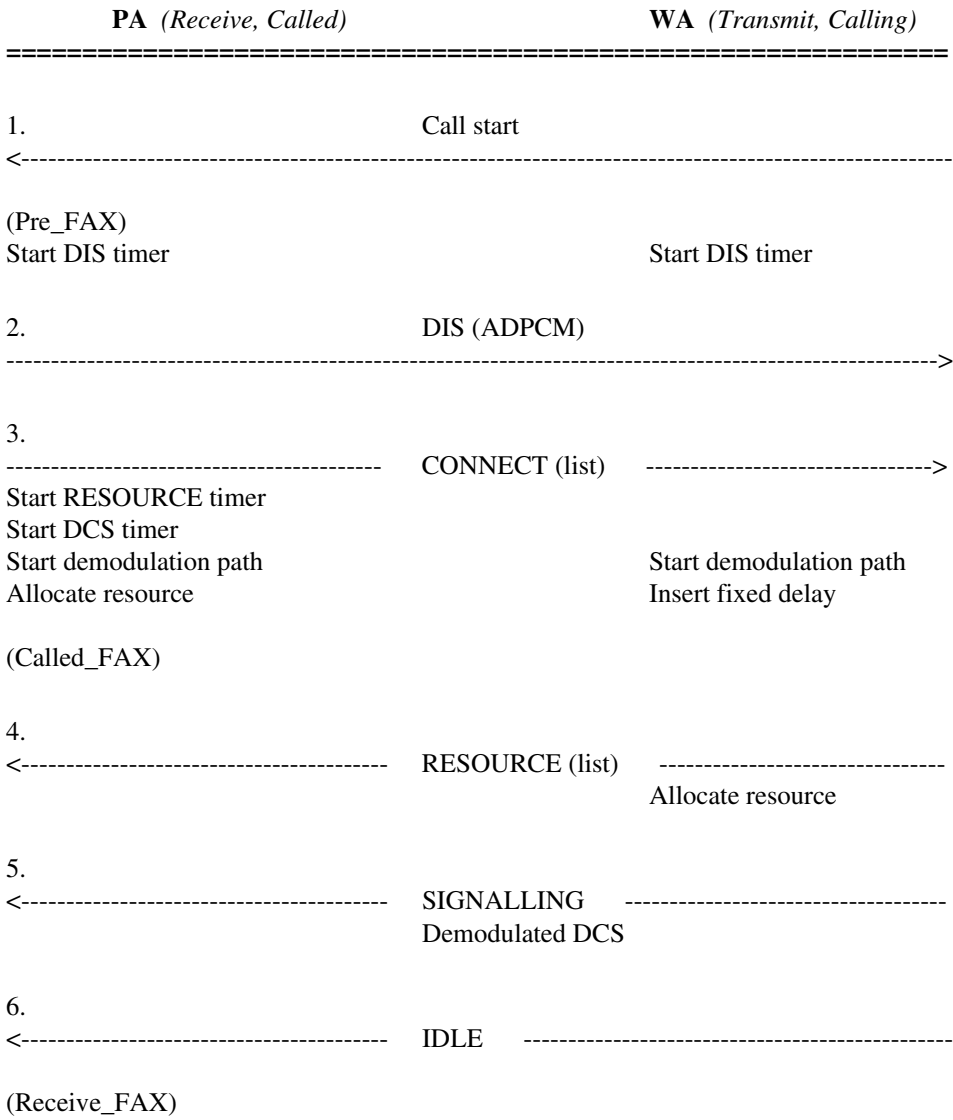 PA (Receive, Called) WA (Transmit, Calling)
===============================================================
1. Call start
<--------------------------------------------------------------------------------------------------------
(Pre_FAX)
Start DIS timer Start DIS timer
2. DIS (ADPCM)
-------------------------------------------------------------------------------------------------------->
3.
------------------------------------------ CONNECT (list) -------------------------------->
Start RESOURCE timer
Start DCS timer
Start demodulation path Start demodulation path
Allocate resource Insert fixed delay
(Called_FAX)
4.
<----------------------------------------- RESOURCE (list) --------------------------------
Allocate resource
5.
<----------------------------------------- SIGNALLING ------------------------------------
Demodulated DCS
6.
<----------------------------------------- IDLE ------------------------------------------------
(Receive_FAX)